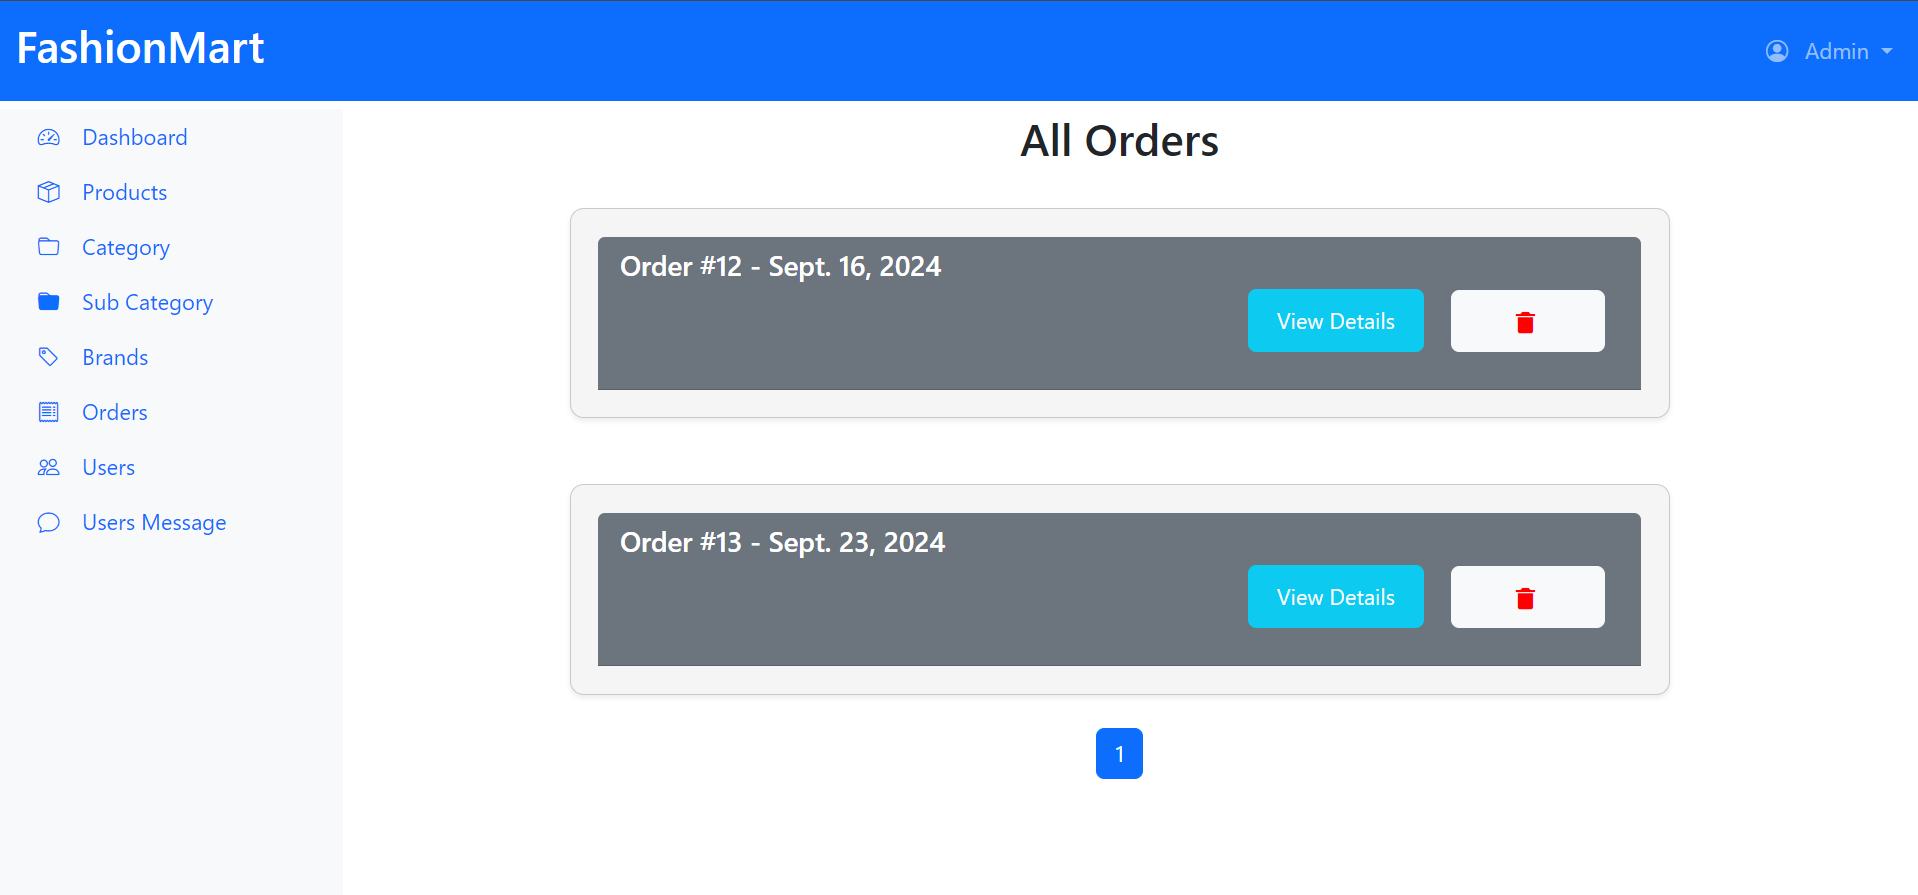 FashionMart
Admin
Dashboard
Products
Category
Sub Category
Brands
Orders
Users
Users Message
All Orders
Order #12 - Sept. 16, 2024
View Details
Order #13 - Sept. 23, 2024
View Details
1